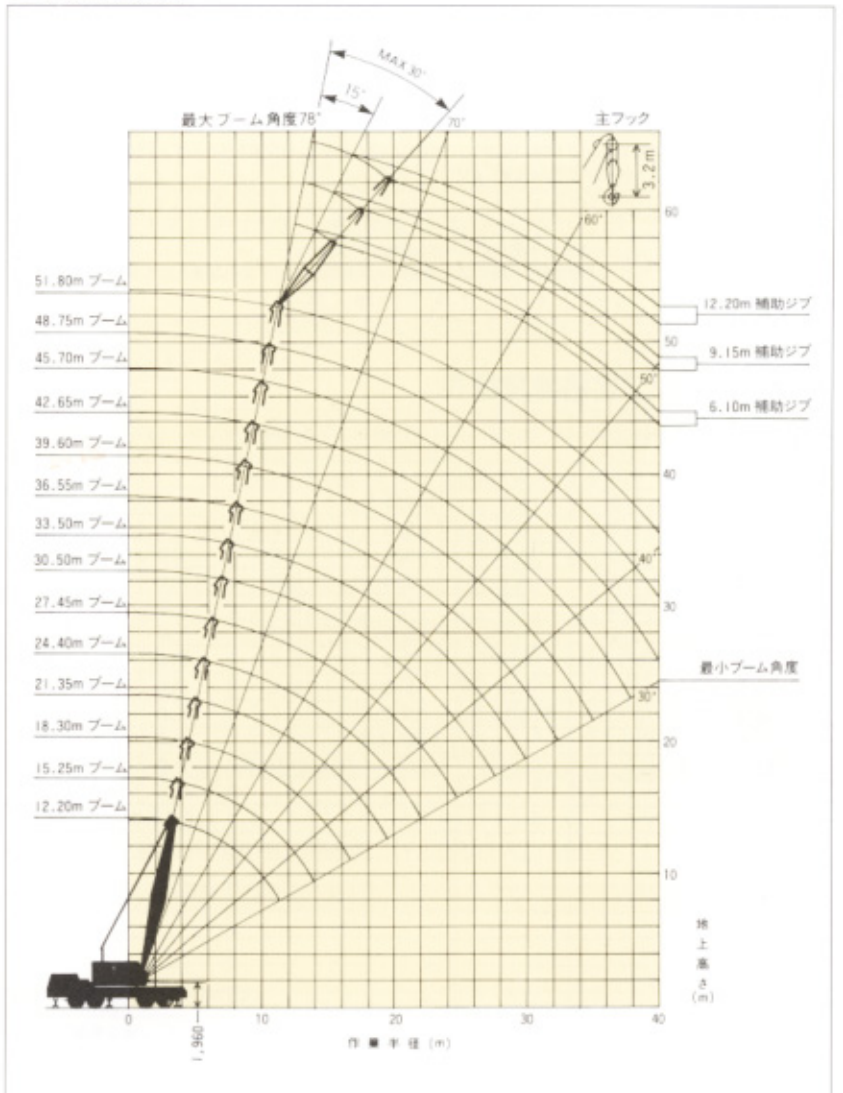 MAX 30°
15°
最大ブーム角度78°
70°
主フック
3.2m
60°
60
51.80m ブーム
12.20m 補助ジブ
48.75m ブーム
50
45.70m ブーム
9.15m 補助ジブ
50°
42.65m ブーム
6.10m 補助ジブ
39.60m ブーム
40
36.55m ブーム
33.50m ブーム
40°
30.50m ブーム
30
27.45m ブーム
24.40m ブーム
最小ブーム角度
30°
21.35m ブーム
20
18.30m ブーム
15.25m ブーム
12.20m ブーム
10
地上高さ(m)
0
10
20
30
40
1,960
作業半径(m)